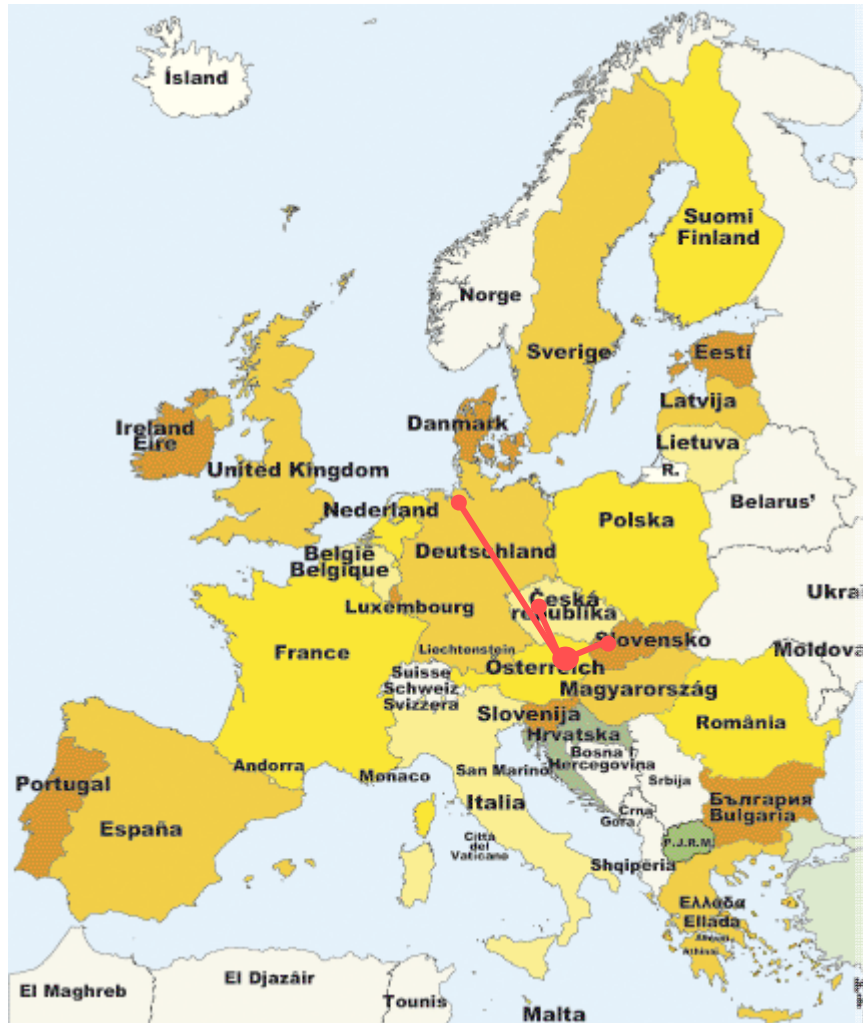 Ísland
Suomi
Finland
Norge
Sverige
Eesti
Latvija
Lietuva
R.
Belarus’
Danmark
Ireland
Éire
United Kingdom
Nederland
Polska
België
Belgique
Deutschland
Luxembourg
Česká
republika
Slovensko
Moldova
France
Liechtenstein
Österreich
Magyarország
Suisse
Schweiz
Svizzera
Slovenija
Hrvatska
România
Bosna i
Hercegovina
Srbija
Andorra
Monaco
San Marino
Portugal
España
Italia
Crna
Gora
България
Bulgaria
Città
del
Vaticano
P.J.R.M.
Shqipëria
Ελλάδα
Ellada
El Maghreb
El Djazâir
Tounis
Malta